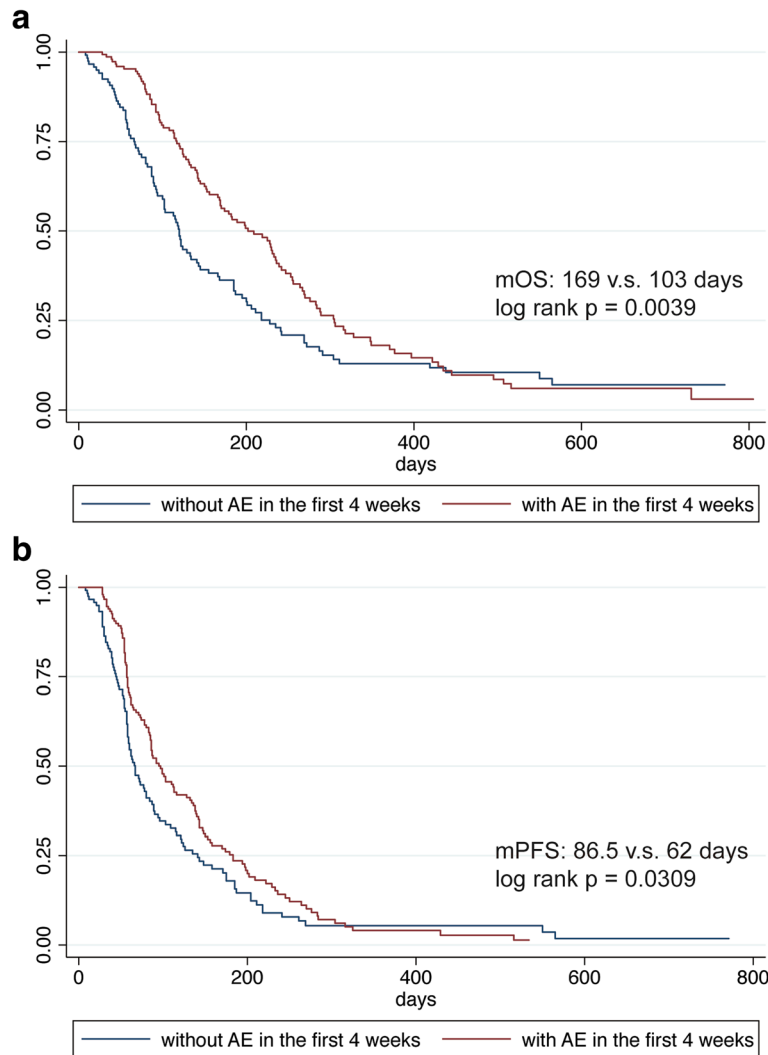 a
1.00
0.75
0.50
0.25
0.00
mOS: 169 v.s. 103 days
log rank p = 0.0039
0 200 400 600 800
days
without AE in the first 4 weeks with AE in the first 4 weeks
b
1.00
0.75
0.50
0.25
0.00
mPFS: 86.5 v.s. 62 days
log rank p = 0.0309
0 200 400 600 800
days
without AE in the first 4 weeks with AE in the first 4 weeks